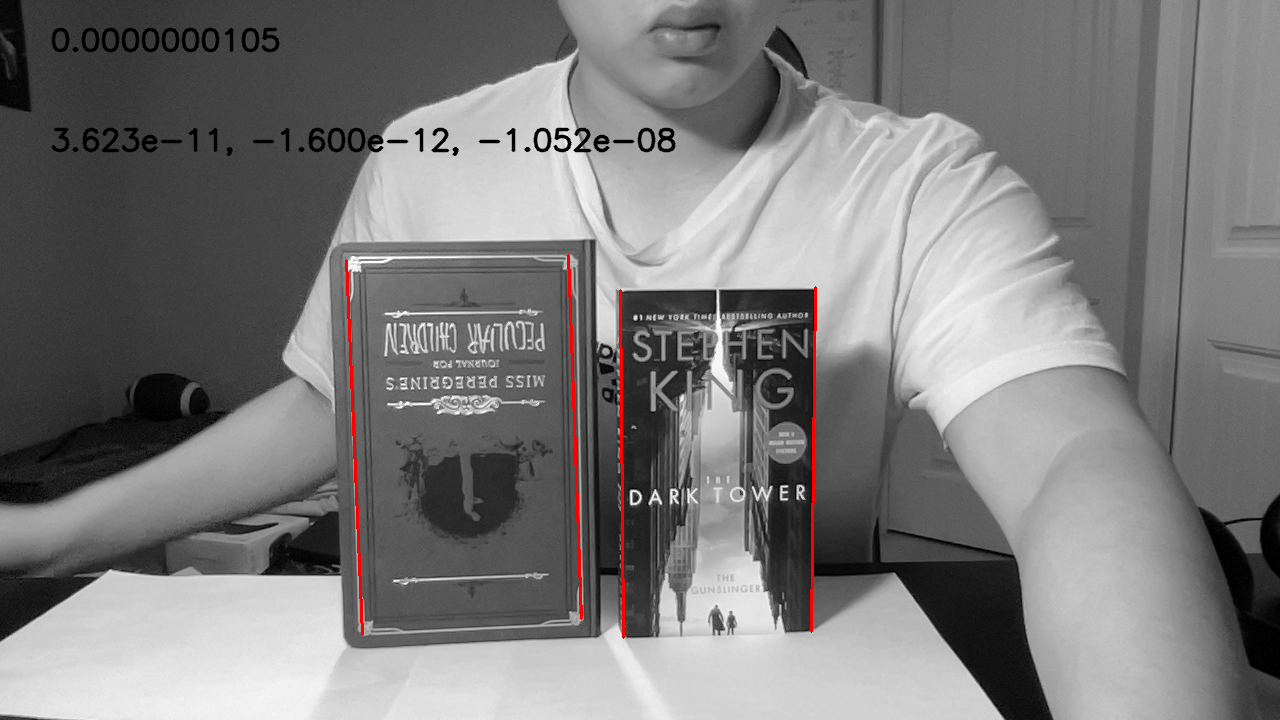 0.0000000105
3.623e-11, -1.600e-12, -1.052e-08
PECULIAR CHILDREN
JOURNAL FOR
MISS PEREGRINE'S
#1 NEW YORK TIMES BESTSELLING AUTHOR
STEPHEN
KING
THE
DARK TOWER
THE
GUNSLINGER